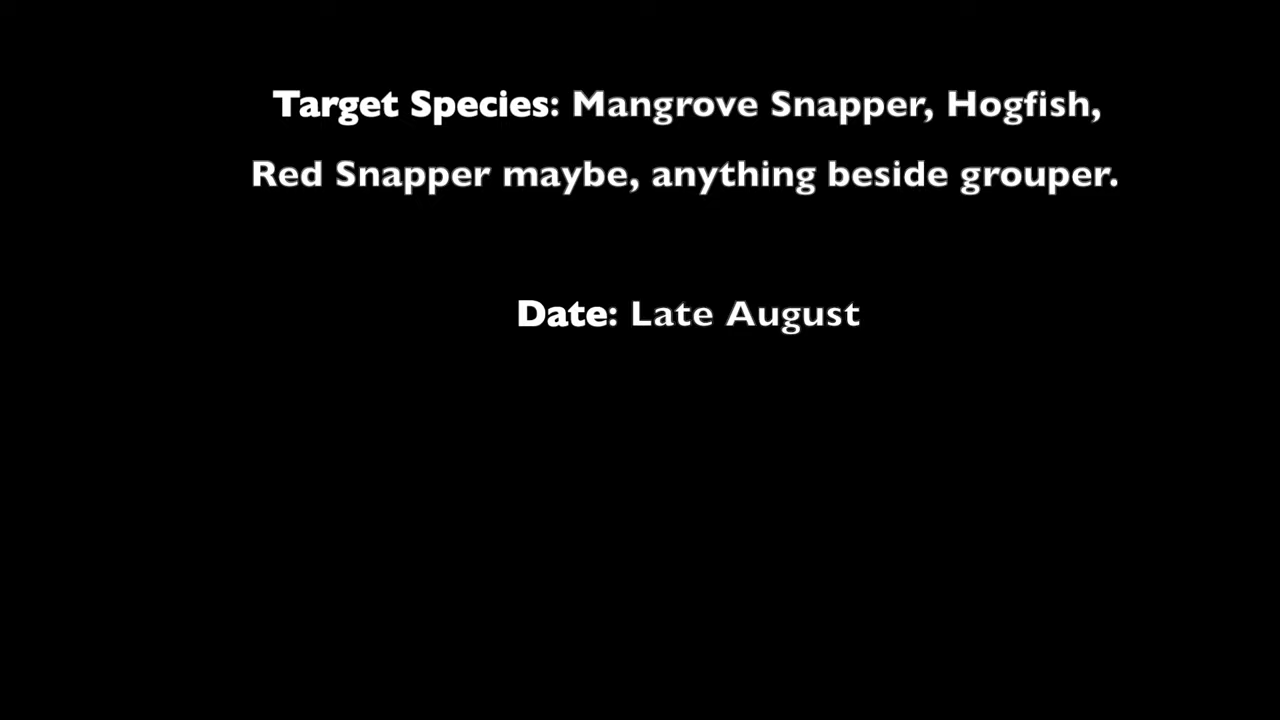 Target Species: Mangrove Snapper, Hogfish,
Red Snapper maybe, anything beside grouper.
Date: Late August